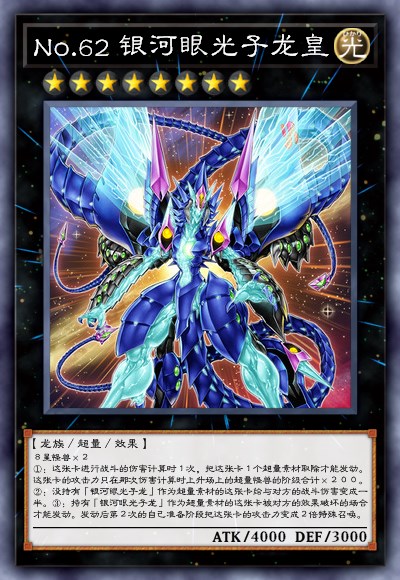 No.62 银河眼光子龙皇
光
【龙族／超量／效果】
8星怪兽×2
①：这张卡进行战斗的伤害计算时1次，把这张卡1个超量素材取除才能发动。
这张卡的攻击力只在那次伤害计算时上升场上的超量怪兽的阶级合计×200。
②：没持有「银河眼光子龙」作为超量素材的这张卡给与对方的战斗伤害变成一
半。③：持有「银河眼光子龙」作为超量素材的这张卡被对方的效果破坏的场合
才能发动。发动后第2次的自己准备阶段把这张卡的攻击力变成2倍特殊召唤。
ATK/4000 DEF/3000